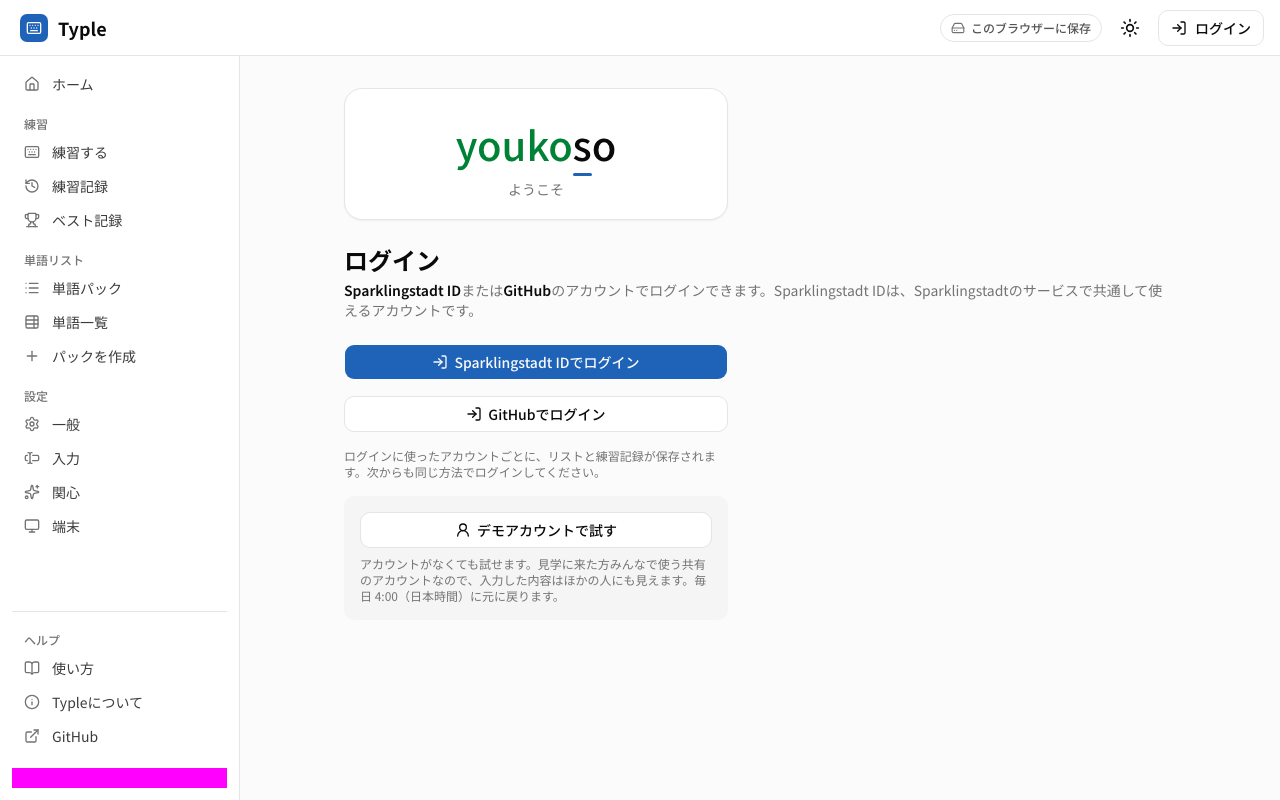 Typle
このブラウザーに保存
ログイン
ホーム
練習
練習する
練習記録
ベスト記録
単語リスト
単語パック
単語一覧
パックを作成
設定
一般
入力
関心
端末
ヘルプ
使い方
Typleについて
GitHub
youkoso
ようこそ
ログイン
Sparklingstadt IDまたはGitHubのアカウントでログインできます。Sparklingstadt IDは、Sparklingstadtのサービスで共通して使
えるアカウントです。
Sparklingstadt IDでログイン
GitHubでログイン
ログインに使ったアカウントごとに、リストと練習記録が保存されま
す。次からも同じ方法でログインしてください。
デモアカウントで試す
アカウントがなくても試せます。見学に来た方みんなで使う共有
のアカウントなので、入力した内容はほかの人にも見えます。毎
日 4:00（日本時間）に元に戻ります。